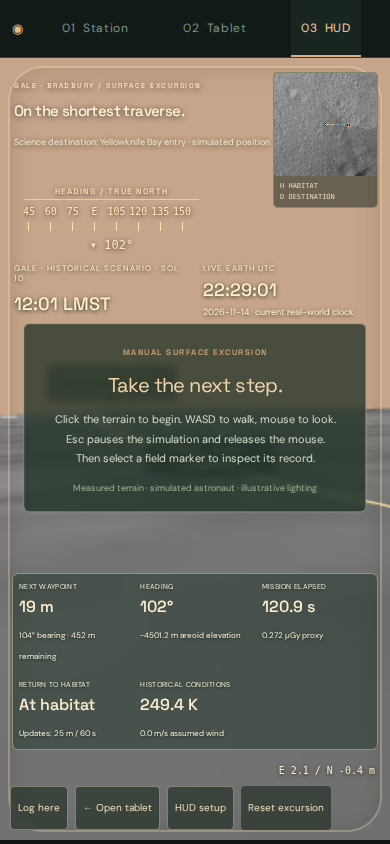 01 Station
02 Tablet
03 HUD
GALE · BRADBURY / SURFACE EXCURSION
On the shortest traverse.
Science destination: Yellowknife Bay entry · simulated position
H HABITAT
D DESTINATION
HEADING / TRUE NORTH
45 60 75 E 105 120 135 150
▾ 102°
GALE · HISTORICAL SCENARIO · SOL
10
12:01 LMST
LIVE EARTH UTC
22:29:01
2026-11-14 · current real-world clock
MANUAL SURFACE EXCURSION
Take the next step.
Click the terrain to begin. WASD to walk, mouse to look.
Esc pauses the simulation and releases the mouse.
Then select a field marker to inspect its record.
Measured terrain · simulated astronaut · illustrative lighting
NEXT WAYPOINT
19 m
104° bearing · 452 m
remaining
HEADING
102°
-4501.2 m areoid elevation
MISSION ELAPSED
120.9 s
0.272 µGy proxy
RETURN TO HABITAT
At habitat
Updates: 25 m / 60 s
HISTORICAL CONDITIONS
249.4 K
0.0 m/s assumed wind
E 2.1 / N -0.4 m
Log here
← Open tablet
HUD setup
Reset excursion